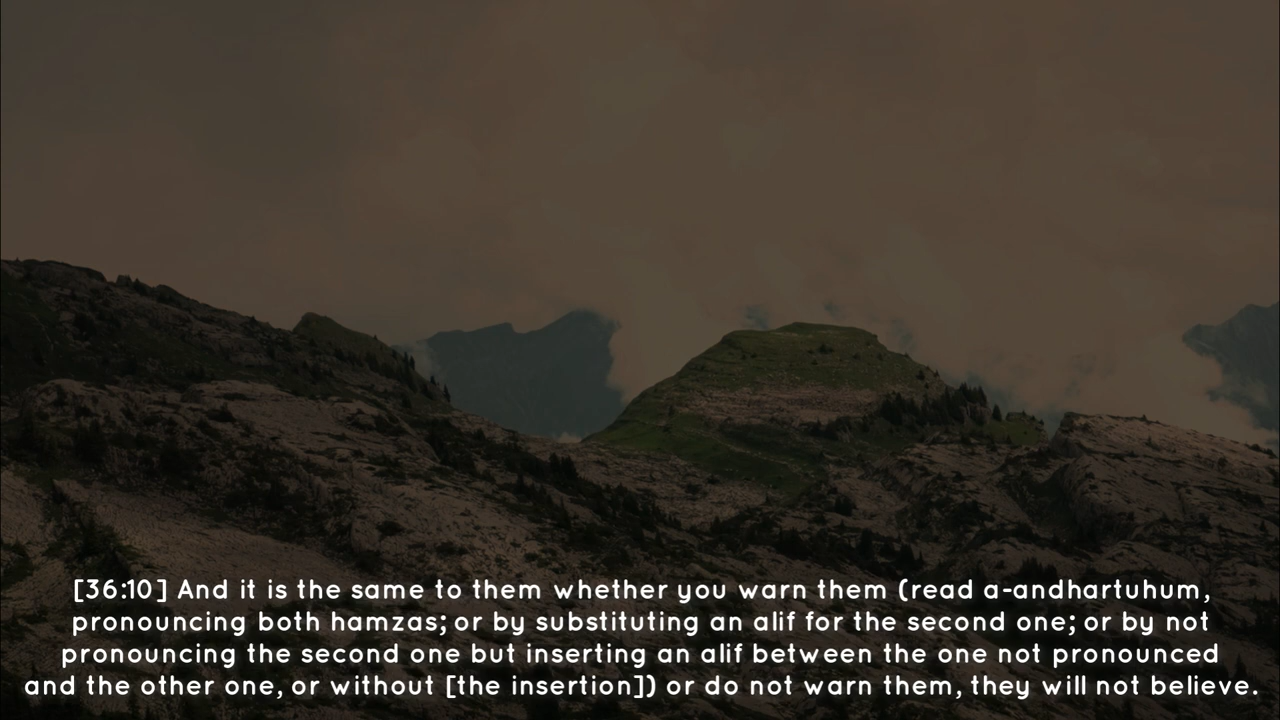 [36:10] And it is the same to them whether you warn them (read a-andhartuhum,
pronouncing both hamzas; or by substituting an alif for the second one; or by not
pronouncing the second one but inserting an alif between the one not pronounced
and the other one, or without [the insertion]) or do not warn them, they will not believe.